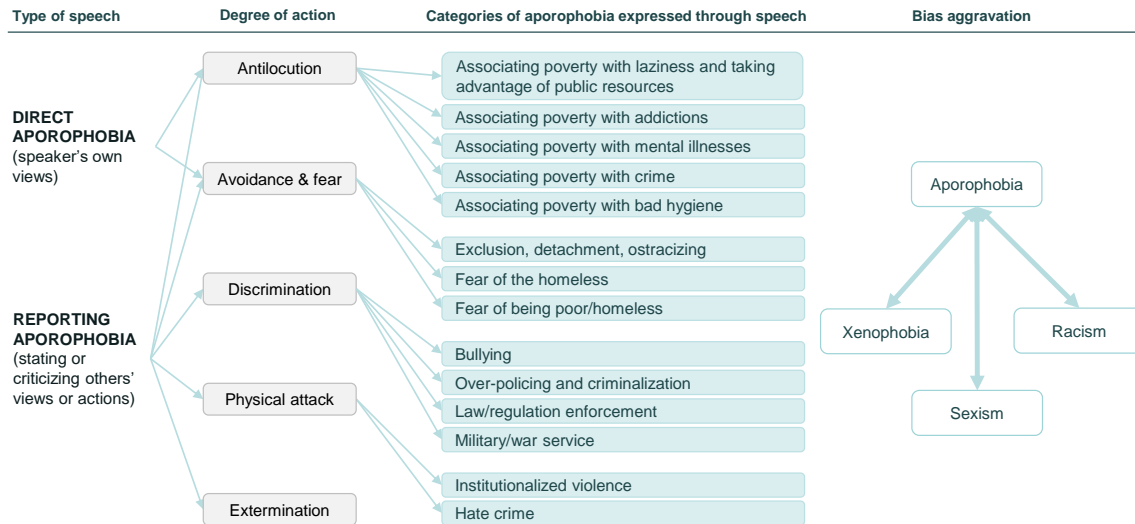 Type of speech
Degree of action
Categories of aporophobia expressed through speech
Bias aggravation
DIRECT
APOROPHOBIA
(speaker's own
views)
REPORTING
APOROPHOBIA
(stating or
criticizing others'
views or actions)
Antilocution
Avoidance & fear
Discrimination
Physical attack
Extermination
Associating poverty with laziness and taking
advantage of public resources
Associating poverty with addictions
Associating poverty with mental illnesses
Associating poverty with crime
Associating poverty with bad hygiene
Exclusion, detachment, ostracizing
Fear of the homeless
Fear of being poor/homeless
Bullying
Over-policing and criminalization
Law/regulation enforcement
Military/war service
Institutionalized violence
Hate crime
Aporophobia
Xenophobia
Racism
Sexism